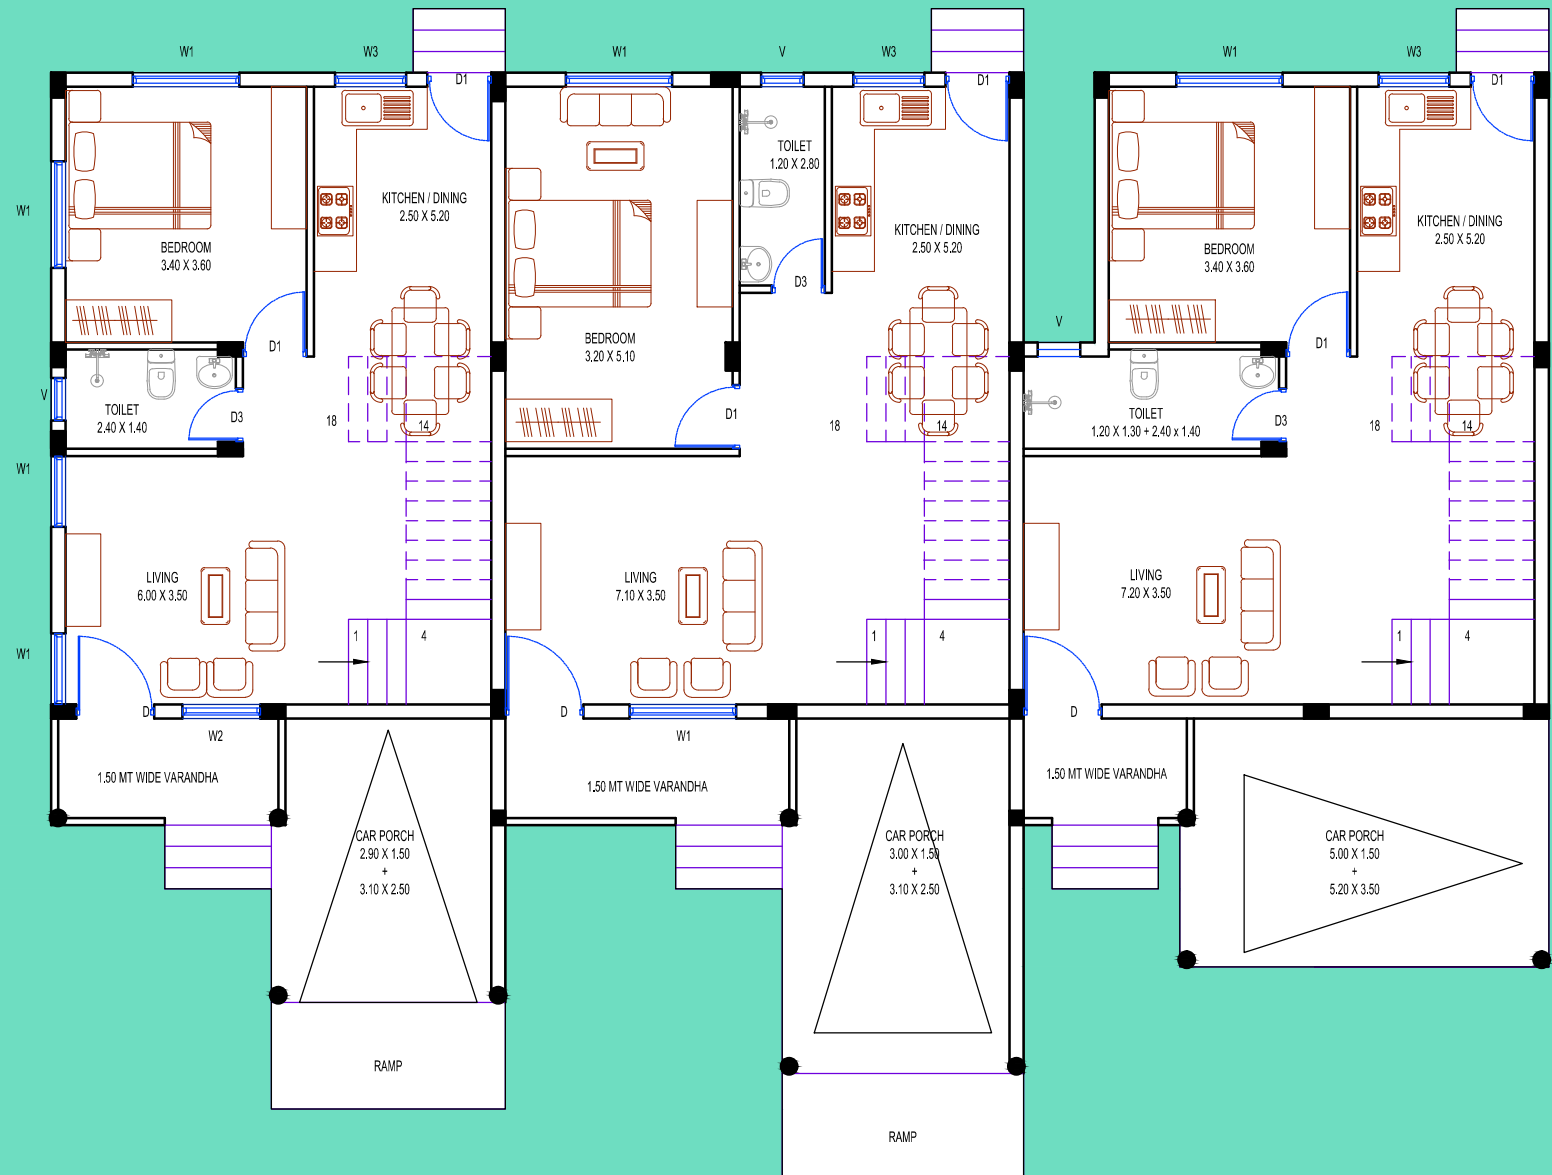 W1
W3
W1
V
W3
W1
W3
D1
D1
D1
TOILET
1.20 X 2.80
KITCHEN / DINING
2.50 X 5.20
W1
KITCHEN / DINING
2.50 X 5.20
KITCHEN / DINING
2.50 X 5.20
BEDROOM
3.40 X 3.60
BEDROOM
3.40 X 3.60
D3
V
BEDROOM
3.20 X 5.10
D1
D1
V
TOILET
2.40 X 1.40
D3
18
14
D1
18
14
TOILET
1.20 X 1.30 + 2.40 x 1.40
D3
18
14
W1
LIVING
6.00 X 3.50
LIVING
7.10 X 3.50
LIVING
7.20 X 3.50
1
4
1
4
1
4
W1
D
W2
D
W1
D
1.50 MT WIDE VARANDHA
1.50 MT WIDE VARANDHA
1.50 MT WIDE VARANDHA
CAR PORCH
2.90 X 1.50
+
3.10 X 2.50
CAR PORCH
3.00 X 1.50
+
3.10 X 2.50
CAR PORCH
5.00 X 1.50
+
5.20 X 3.50
RAMP
RAMP